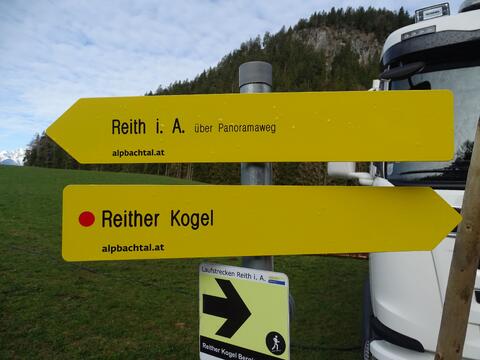 Reith i. A. über Panoramaweg
alpbachtal.at
Reither Kogel
alpbachtal.at
Laufstrecken Reith i. A.
Reither Kogel